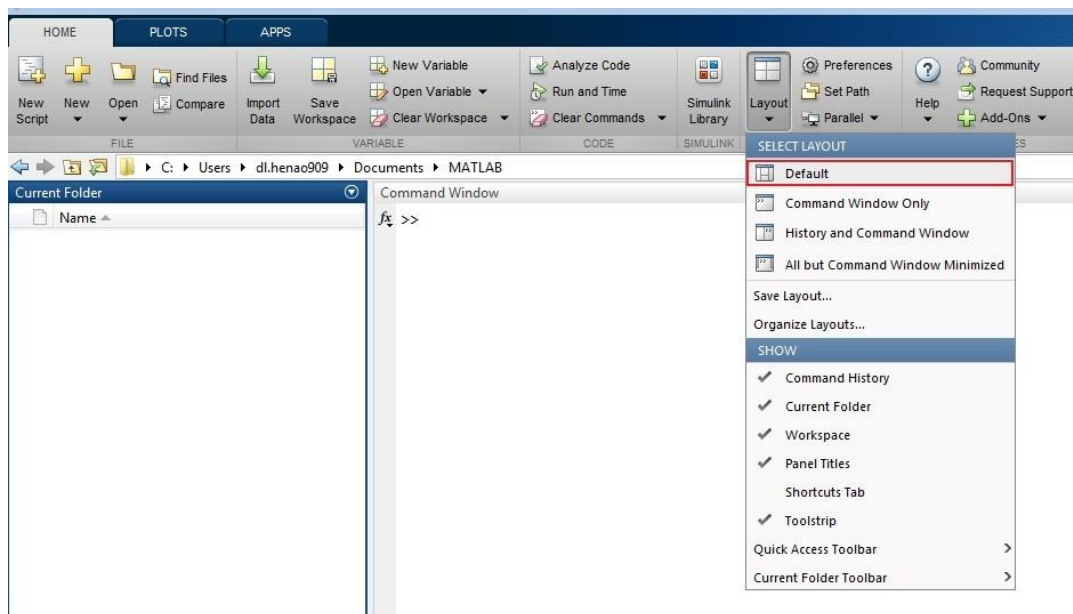 HOME PLOTS APPS
New Script
New
Open
Find Files
Compare
FILE
Import Data
Save Workspace
New Variable
Open Variable
Clear Workspace
VARIABLE
Analyze Code
Run and Time
Clear Commands
CODE
Simulink Library
SIMULINK
Layout
Preferences
Set Path
Parallel
?
Help
Community
Request Support
Add-Ons
ES
C: Users dl.henao909 Documents MATLAB
Current Folder
Name
Command Window
fx >>
SELECT LAYOUT
Default
Command Window Only
History and Command Window
All but Command Window Minimized
Save Layout...
Organize Layouts...
SHOW
Command History
Current Folder
Workspace
Panel Titles
Shortcuts Tab
Toolstrip
Quick Access Toolbar
Current Folder Toolbar